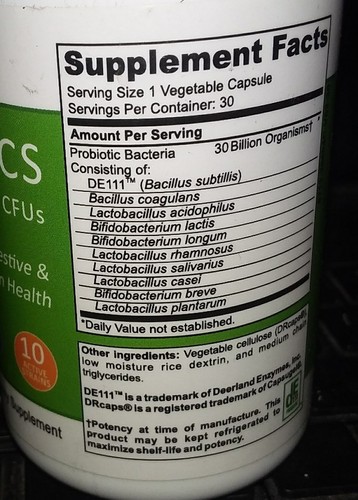 Supplement Facts
Serving Size 1 Vegetable Capsule
Servings Per Container: 30
Amount Per Serving *
Probiotic Bacteria 30 Billion Organisms†
Consisting of:
DE111™ (Bacillus subtillis)
Bacillus coagulans
Lactobacillus acidophilus
Bifidobacterium lactis
Bifidobacterium longum
Lactobacillus rhamnosus
Lactobacillus salivarius
Lactobacillus casei
Bifidobacterium breve
Lactobacillus plantarum
*Daily Value not established.
Other ingredients: Vegetable cellulose (DRcaps®),
low moisture rice dextrin, and medium chain
triglycerides.
DE111™ is a trademark of Deerland Enzymes, Inc.
DRcaps® is a registered trademark of Capsugel.
†Potency at time of manufacture. This
product may be kept refrigerated to
maximize shelf-life and potency.
CS
CFUs
estive &
Health
10
Supplement